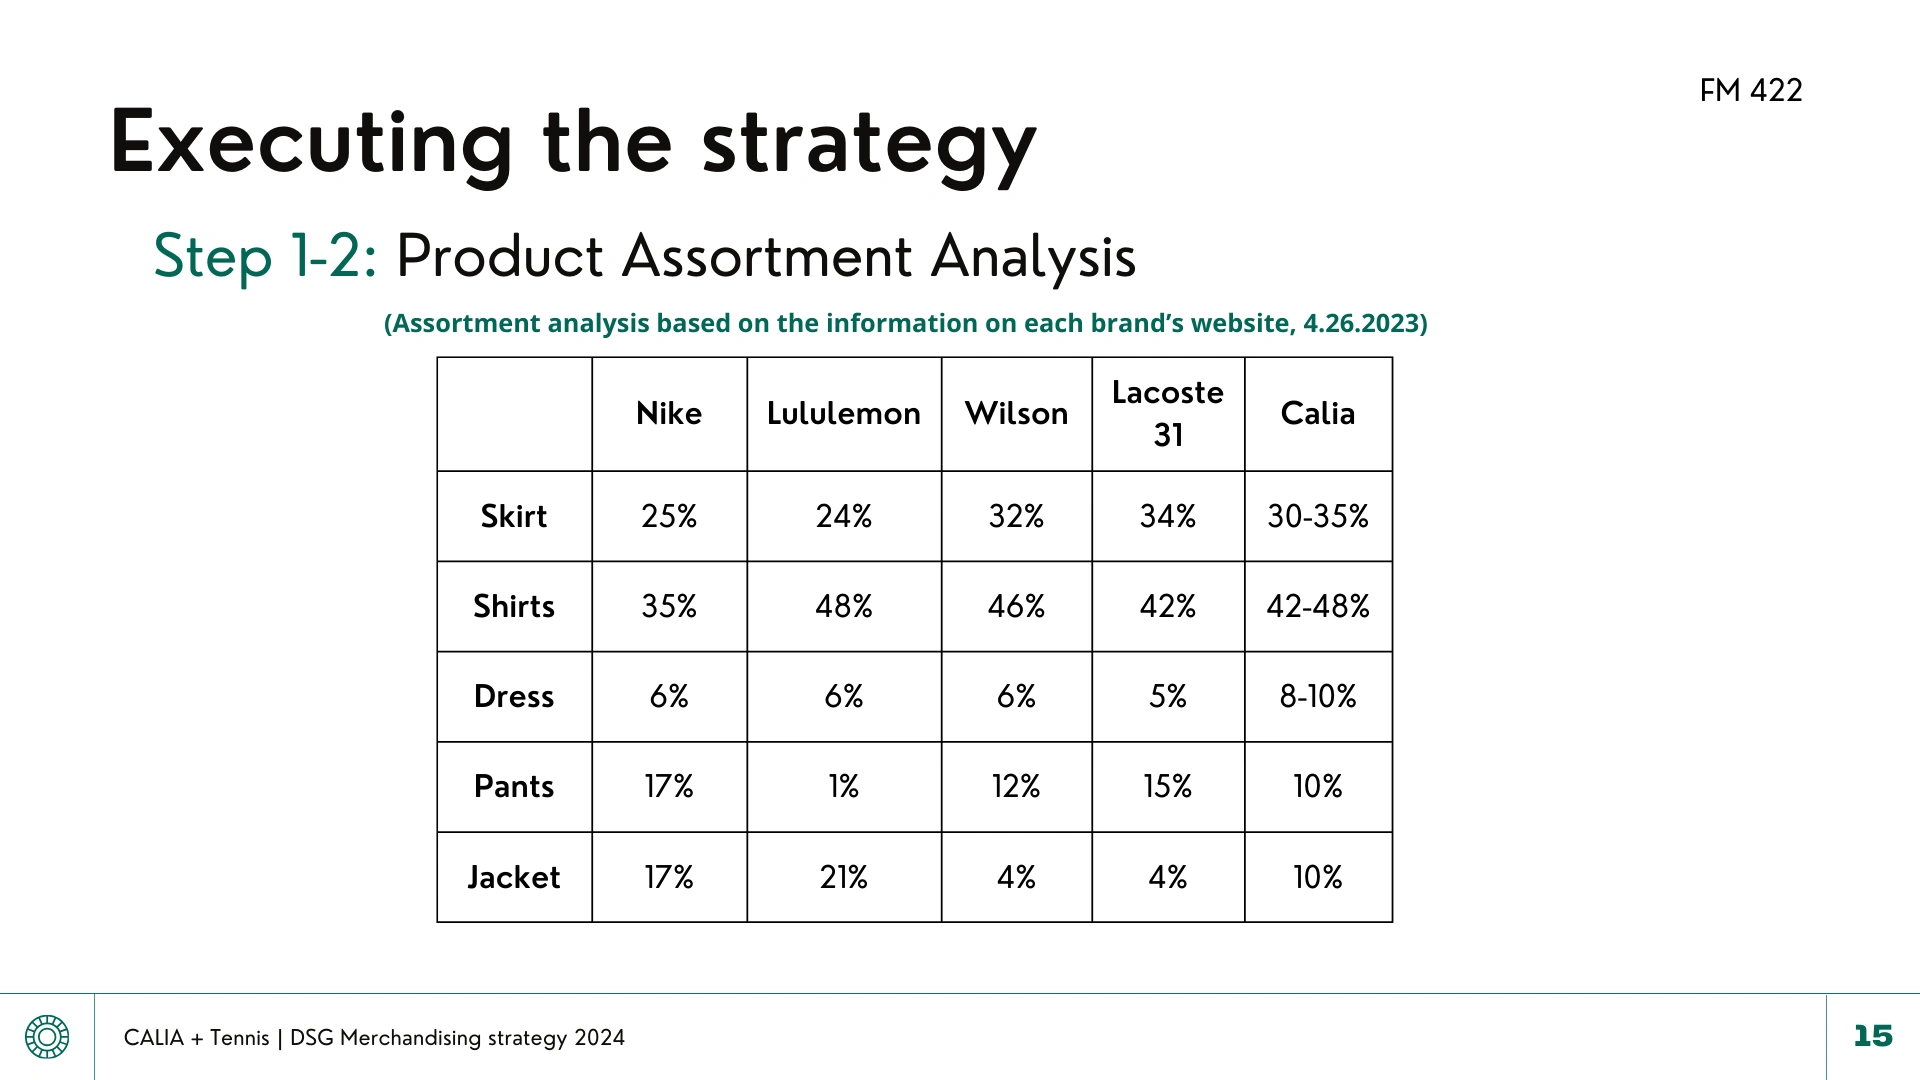 FM 422
Executing the strategy
Step 1-2: Product Assortment Analysis
(Assortment analysis based on the information on each brand’s website, 4.26.2023)
Nike Lululemon Wilson Lacoste 31 Calia
Skirt 25% 24% 32% 34% 30-35%
Shirts 35% 48% 46% 42% 42-48%
Dress 6% 6% 6% 5% 8-10%
Pants 17% 1% 12% 15% 10%
Jacket 17% 21% 4% 4% 10%
CALIA + Tennis | DSG Merchandising strategy 2024
15